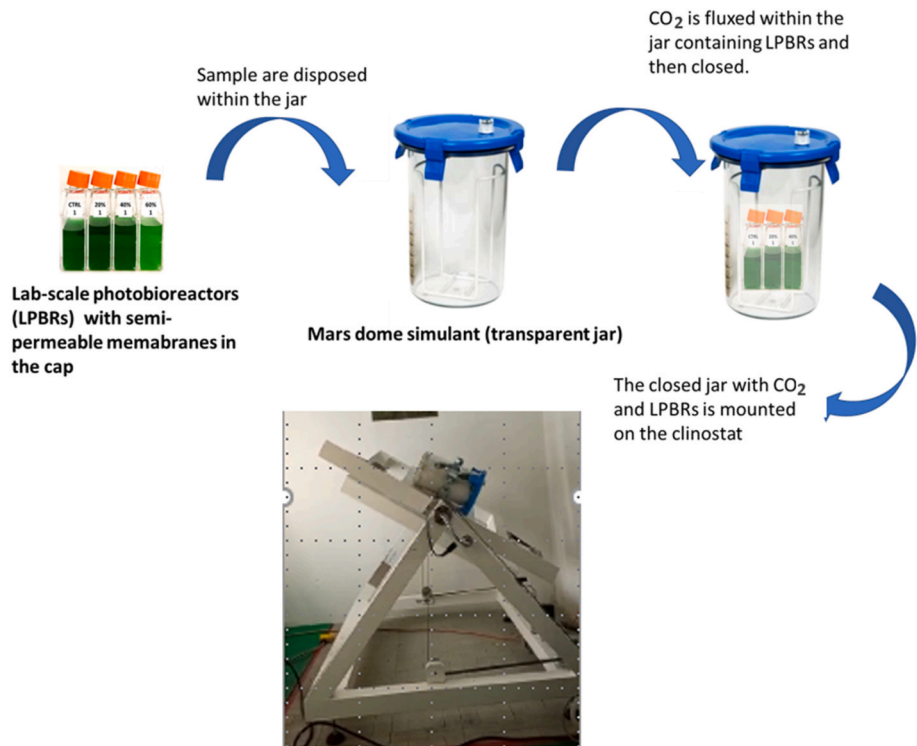 CO2 is fluxed within the
jar containing LPBRs and
then closed.
Sample are disposed
within the jar
CTRL
1
20%
1
40%
1
60%
1
CTRL
1
20%
1
40%
1
Lab-scale photobioreactors
(LPBRs) with semi-
permeable memabranes in
the cap
Mars dome simulant (transparent jar)
The closed jar with CO2
and LPBRs is mounted
on the clinostat